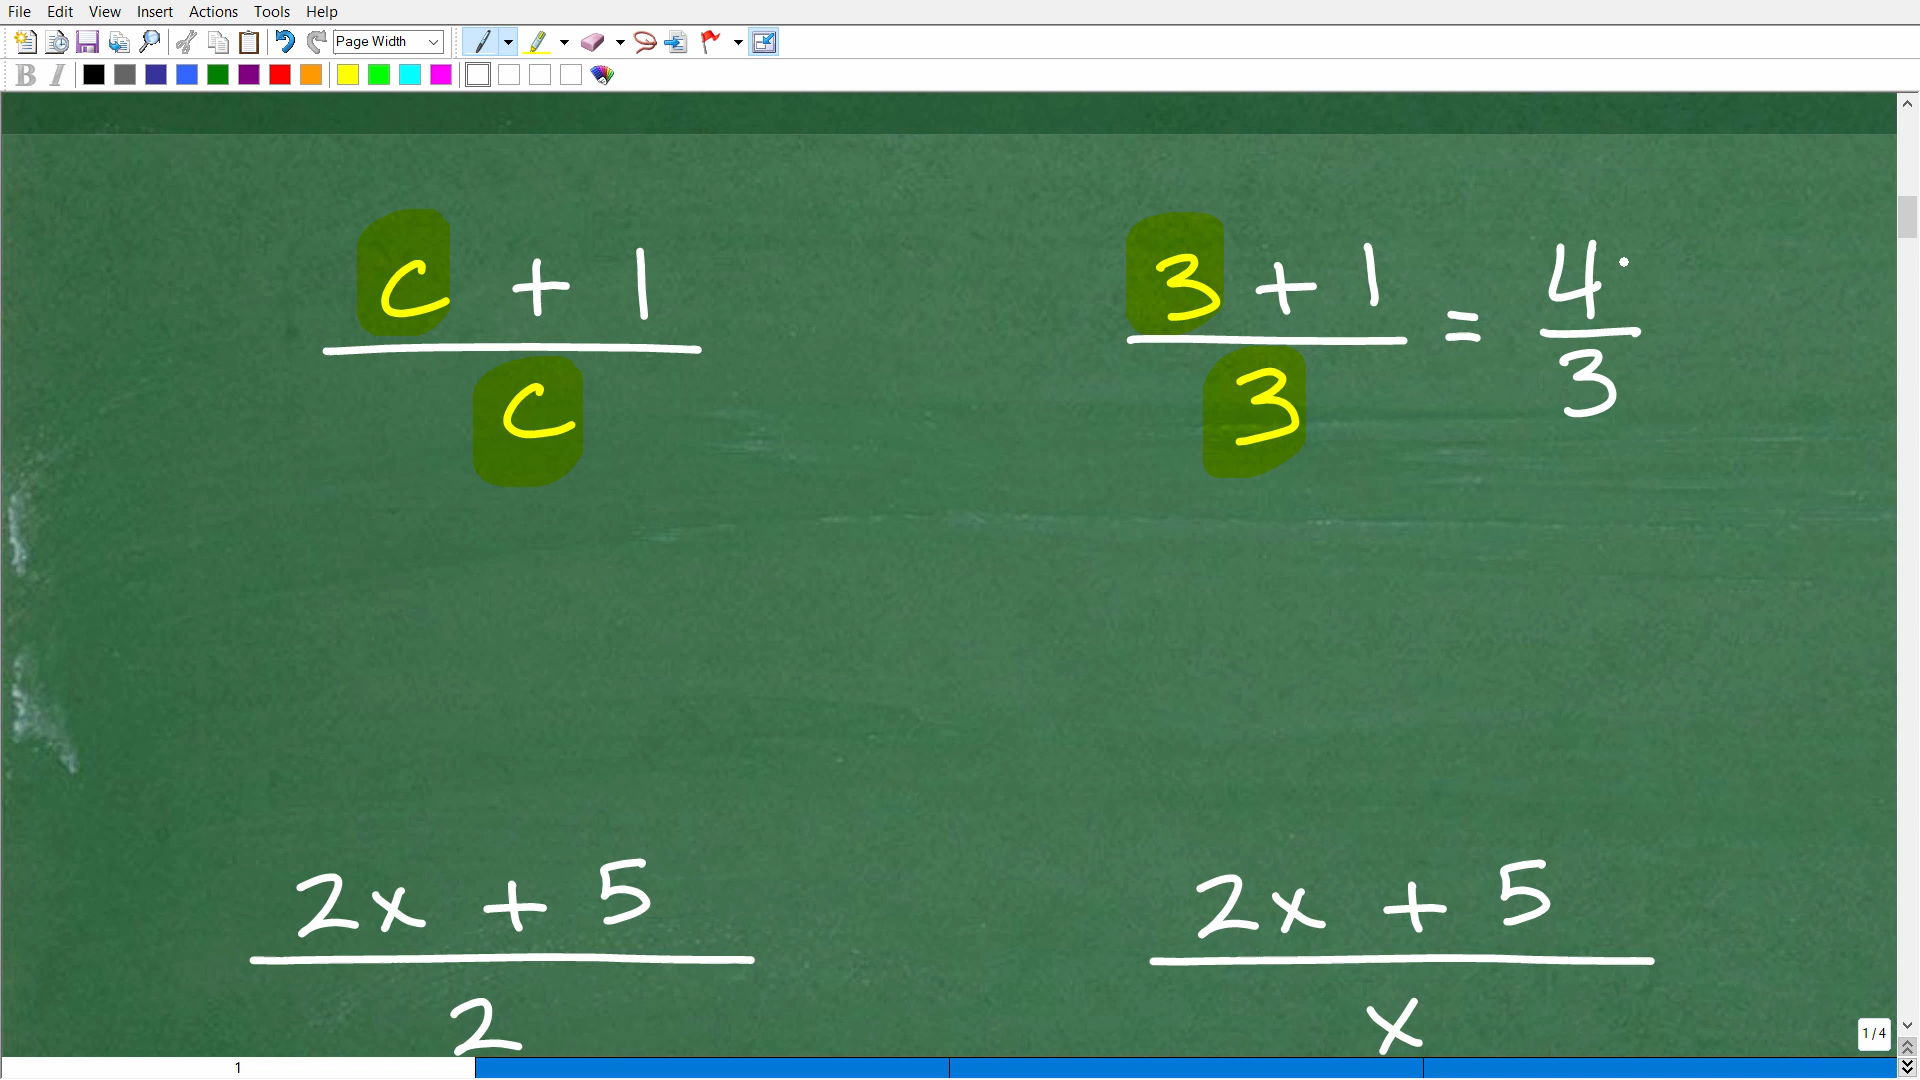 File Edit View Insert Actions Tools Help
Page Width
B I
c + 1
c
3 + 1 = 4
3 3
2x + 5
2
2x + 5
x
1 / 4
1